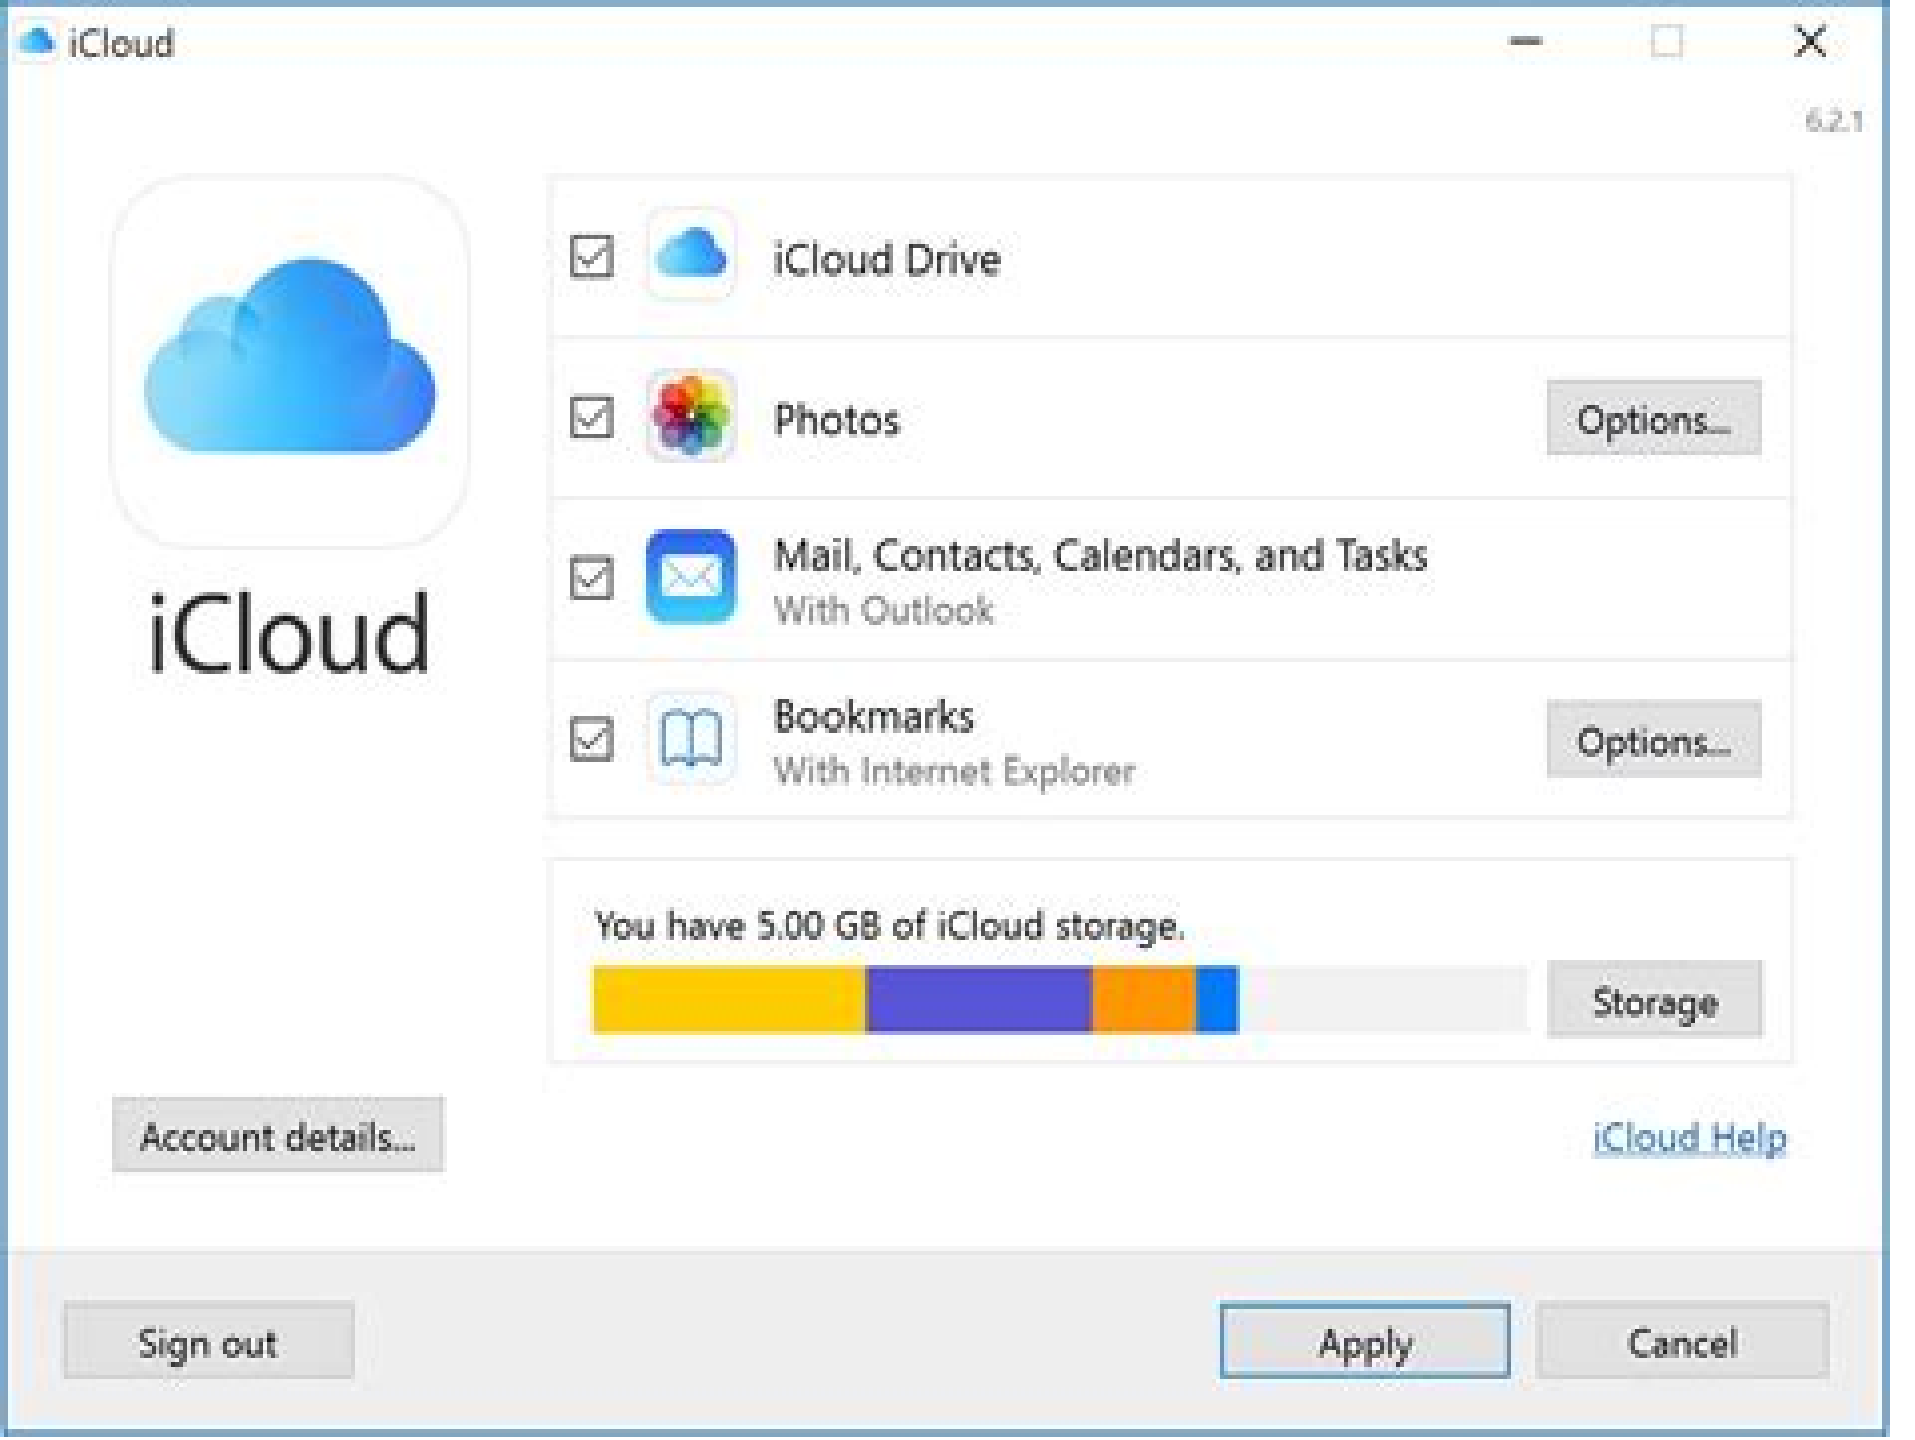 iCloud
6.2.1
iCloud
iCloud Drive
Photos
Options...
Mail, Contacts, Calendars, and Tasks
With Outlook
Bookmarks
With Internet Explorer
Options...
You have 5.00 GB of iCloud storage.
Storage
Account details...
iCloud Help
Sign out
Apply
Cancel